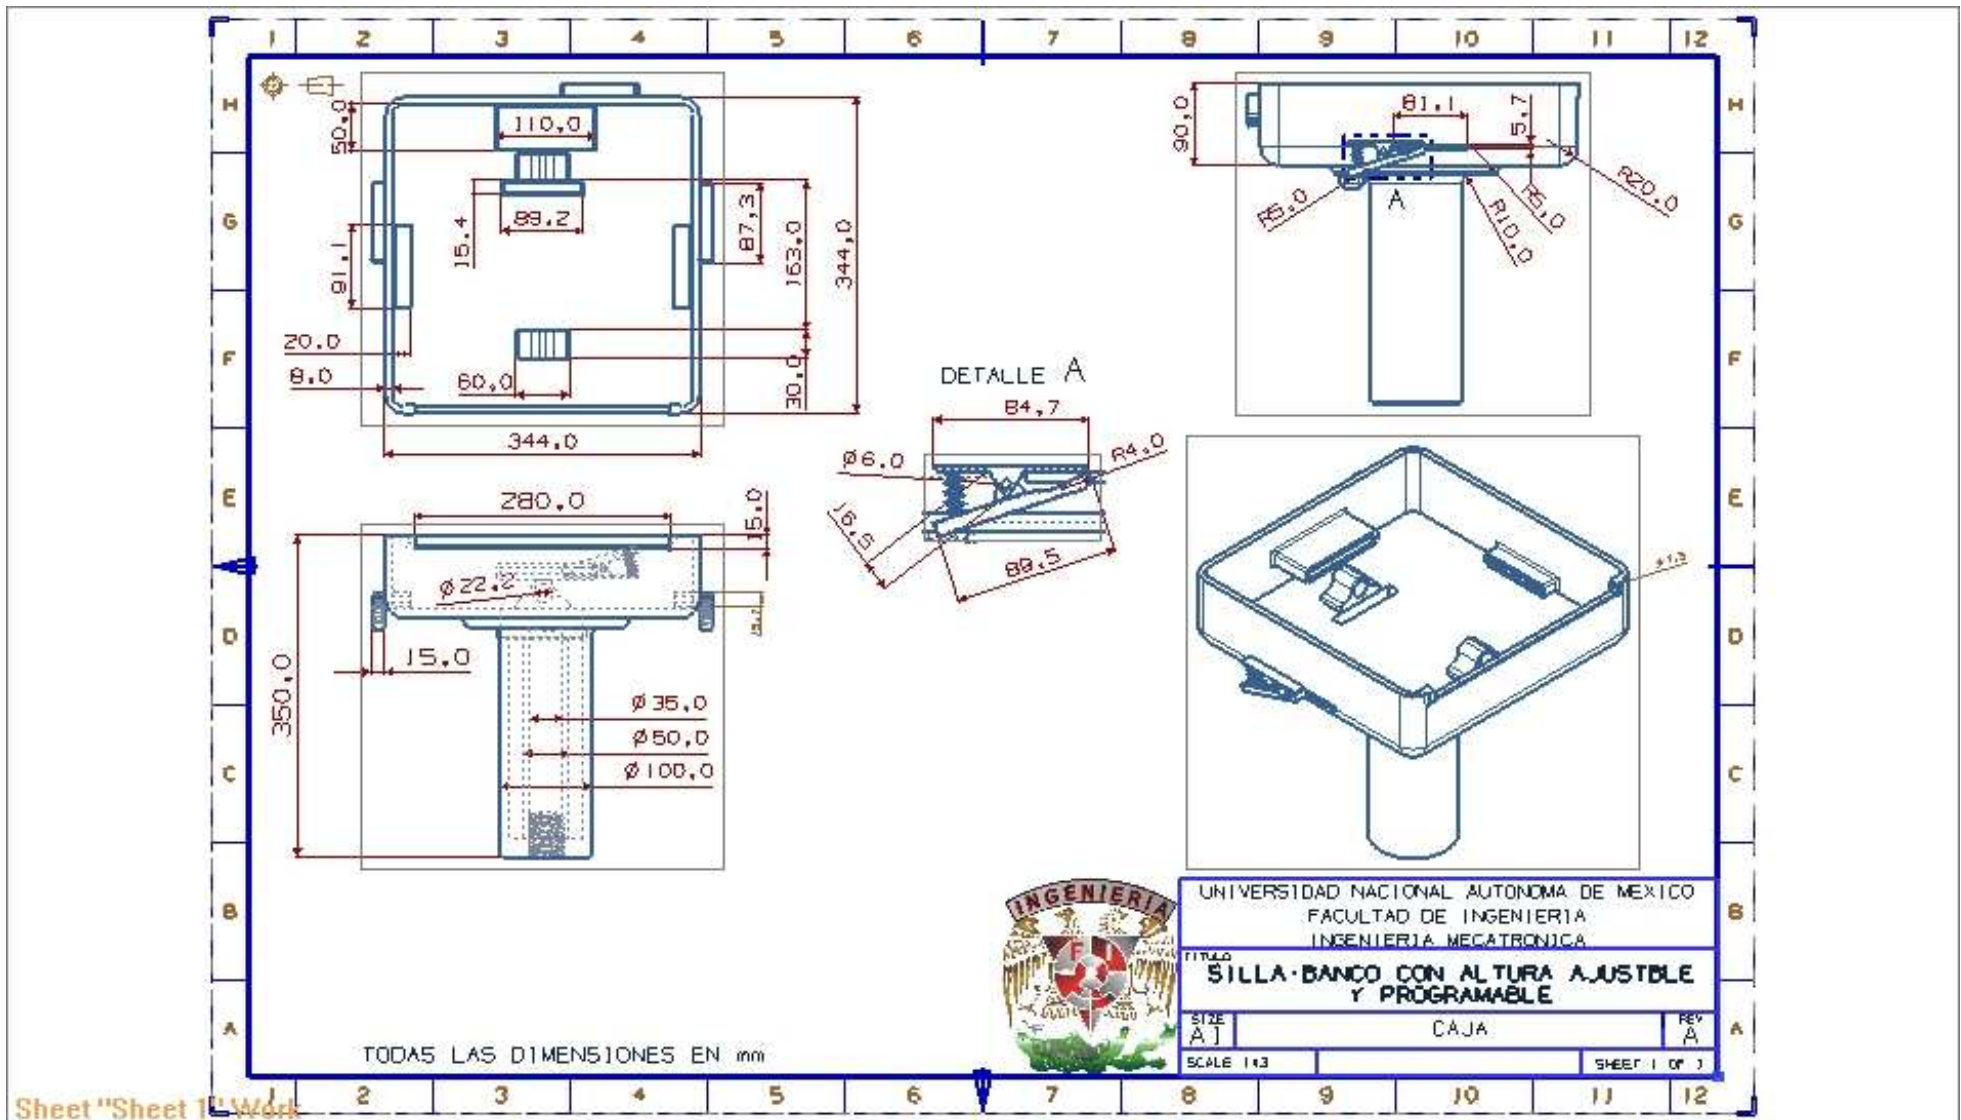 1 2 3 4 5 6 7 8 9 10 11 12
H G F E D C B A
50.0
110.0
15.4
89.2
91.1
87.3
163.0
344.0
20.0
8.0
60.0
30.0
344.0
90.0
81.1
5.7
R5.0
A
R5.0
R10.0
R20.0
DETALLE A
84.7
Ø6.0
R4.0
16.5
89.5
280.0
15.0
Ø22.2
350.0
15.0
Ø35.0
Ø50.0
Ø100.0
INGENIERIA
F I
UNIVERSIDAD NACIONAL AUTONOMA DE MEXICO
FACULTAD DE INGENIERIA
INGENIERIA MECATRONICA
TITULO
SILLA-BANCO CON ALTURA AJUSTBLE
Y PROGRAMABLE
SIZE
A1
CAJA
REV
A
SCALE 1:3
SHEET 1 OF 1
TODAS LAS DIMENSIONES EN mm
H G F E D C B A
1 2 3 4 5 6 7 8 9 10 11 12
Sheet "Sheet 1" Work